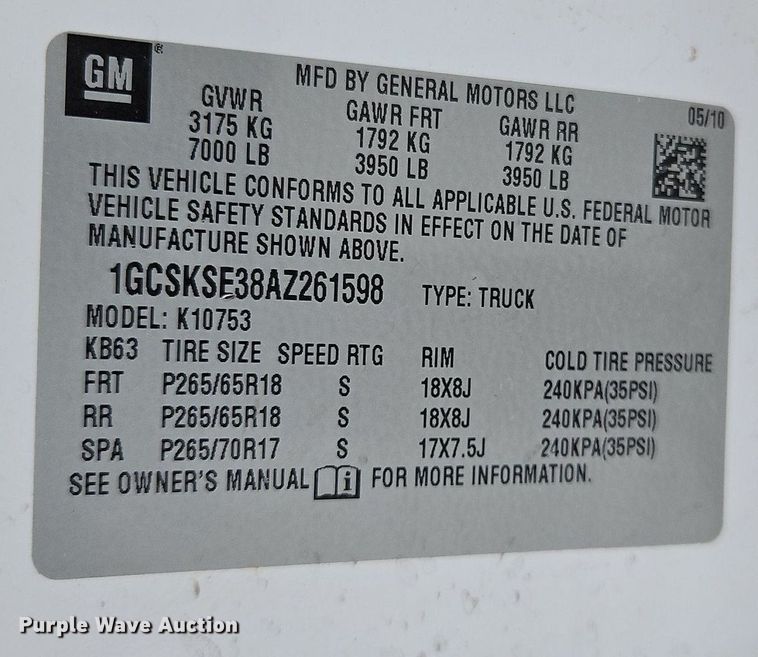 GM ®
MFD BY GENERAL MOTORS LLC
05/10
GVWR GAWR FRT GAWR RR
3175 KG 1792 KG 1792 KG
7000 LB 3950 LB 3950 LB
THIS VEHICLE CONFORMS TO ALL APPLICABLE U.S. FEDERAL MOTOR
VEHICLE SAFETY STANDARDS IN EFFECT ON THE DATE OF
MANUFACTURE SHOWN ABOVE.
1GCSKSE38AZ261598 TYPE: TRUCK
MODEL: K10753
KB63 TIRE SIZE SPEED RTG RIM COLD TIRE PRESSURE
FRT P265/65R18 S 18X8J 240KPA(35PSI)
RR P265/65R18 S 18X8J 240KPA(35PSI)
SPA P265/70R17 S 17X7.5J 240KPA(35PSI)
SEE OWNER'S MANUAL i FOR MORE INFORMATION.
Purple Wave Auction